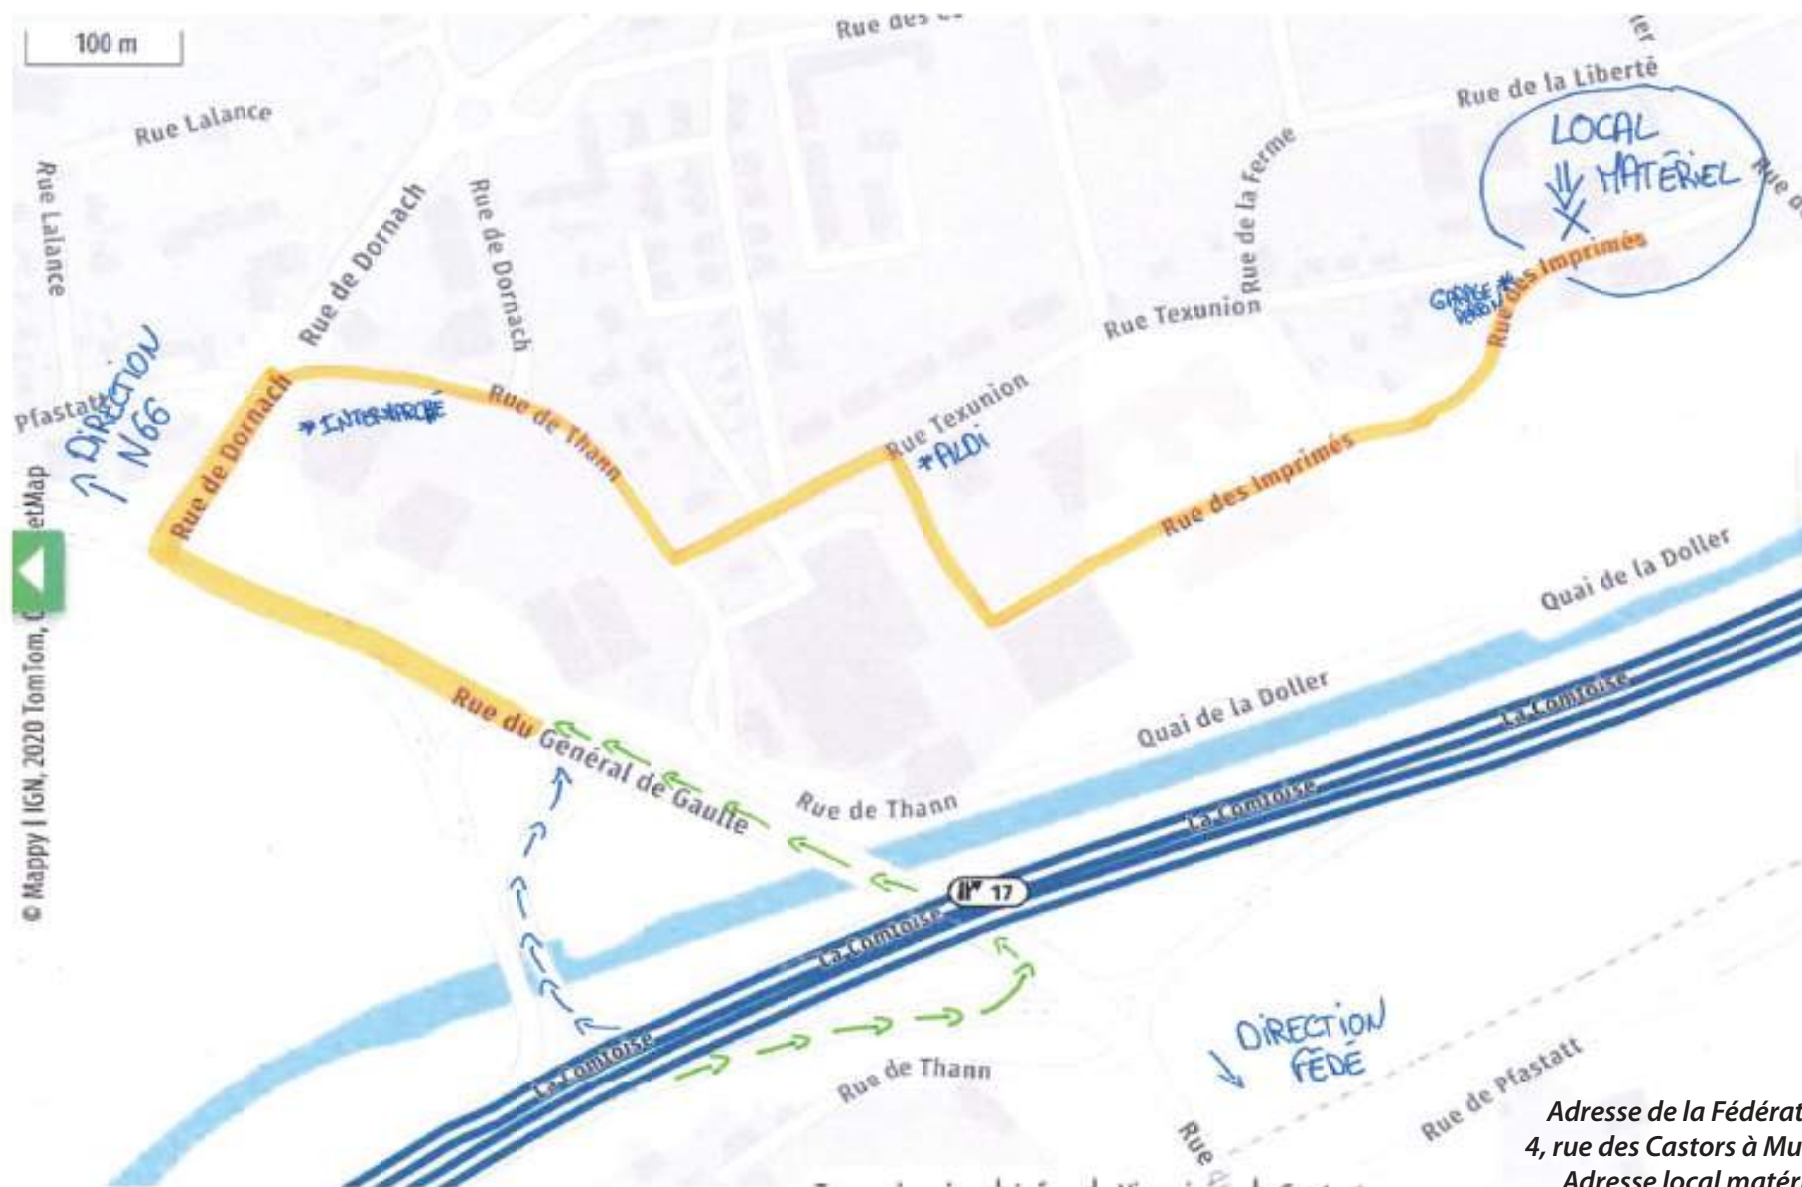 100 m
Rue des
Rue de la Liberté
Rue Lalance
Rue Lalance
LOCAL
MATÉRIEL
Rue de Dornach
Rue de Dornach
Rue de la Ferme
Rue des Imprimés
GARAGE *
Rue Texunion
↑ DIRECTION
N66
Pfastatt
* INTERMARCHÉ
Rue de Thann
Rue Texunion
* ALDI
Rue de Dornach
Rue des Imprimés
Quai de la Doller
© Mappy | IGN, 2020 TomTom,
etMap
Rue du Général de Gaulle
Quai de la Doller
La Comtoise
Rue de Thann
La Comtoise
17
La Comtoise
La Comtoise
DIRECTION
FÉDÉ
Rue de Thann
Rue de Pfastatt
Rue
Adresse de la Fédérat
4, rue des Castors à Mu
Adresse local matéri